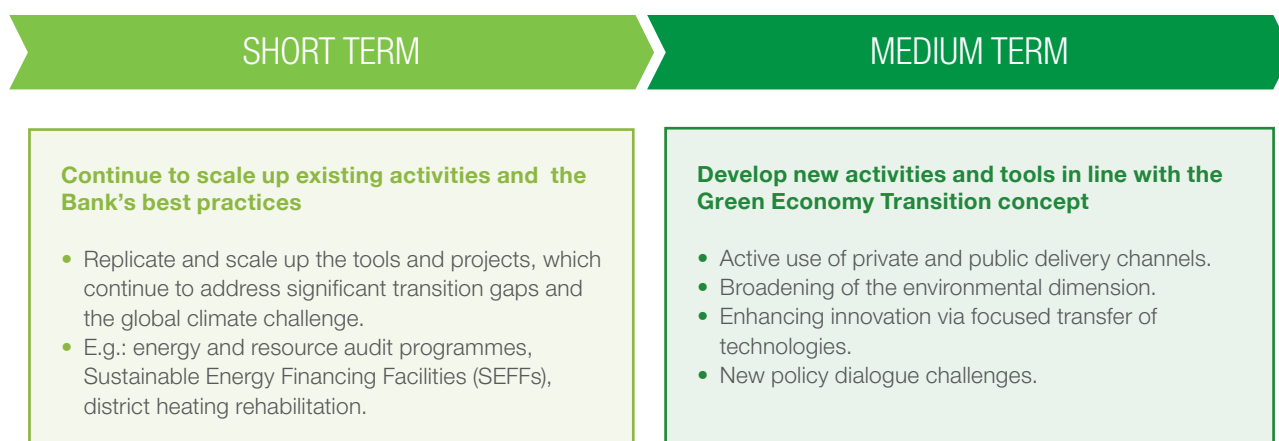 SHORT TERM
MEDIUM TERM
Continue to scale up existing activities and the
Bank's best practices
• Replicate and scale up the tools and projects, which
continue to address significant transition gaps and
the global climate challenge.
• E.g.: energy and resource audit programmes,
Sustainable Energy Financing Facilities (SEFFs),
district heating rehabilitation.
Develop new activities and tools in line with the
Green Economy Transition concept
• Active use of private and public delivery channels.
• Broadening of the environmental dimension.
• Enhancing innovation via focused transfer of
technologies.
• New policy dialogue challenges.